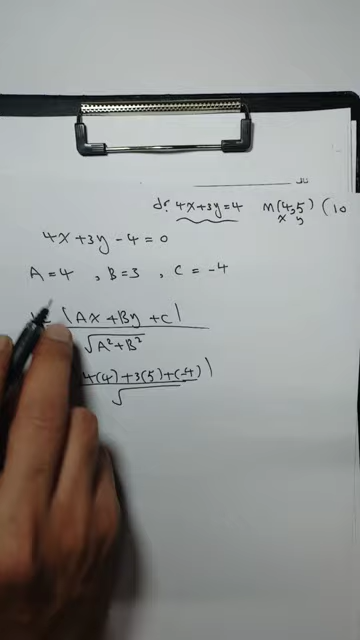 d: 4x+3y=4 M(4,5) (10
x y
4x+3y-4=0
A=4 , B=3 , C=-4
|Ax+By+C|
√A²+B²
4(4)+3(5)+(-4)|
√